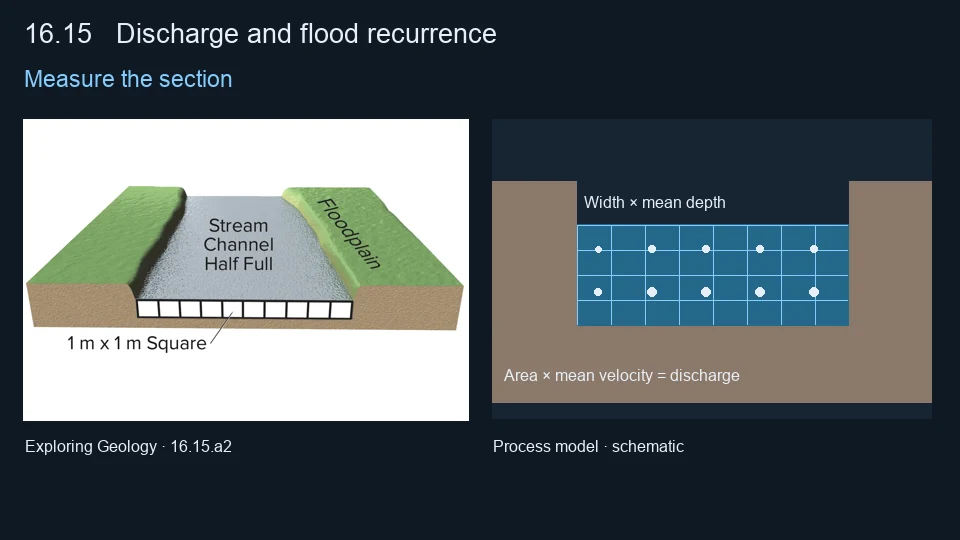 16.15 Discharge and flood recurrence
Measure the section
Stream
Channel
Half Full
Floodplain
1 m x 1 m Square
Width × mean depth
Area × mean velocity = discharge
Exploring Geology · 16.15.a2
Process model · schematic